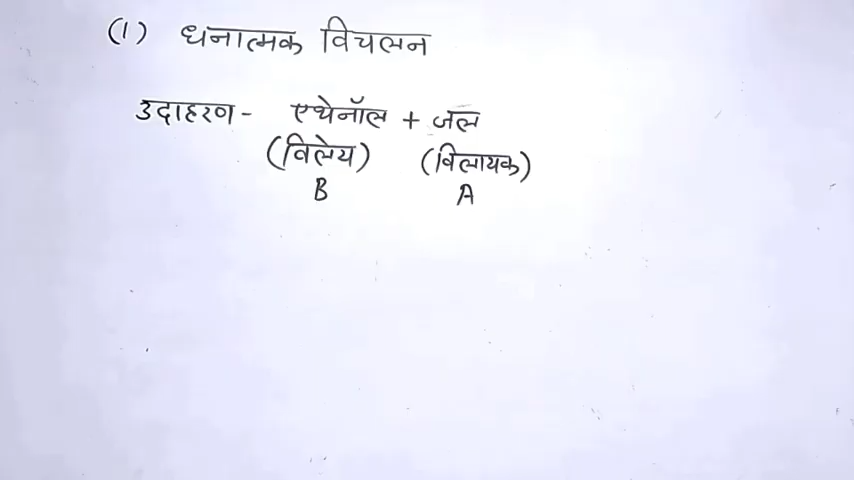 (1) धनात्मक विचलन
उदाहरण- एथेनॉल + जल
(विलेय) (विलायक)
B A